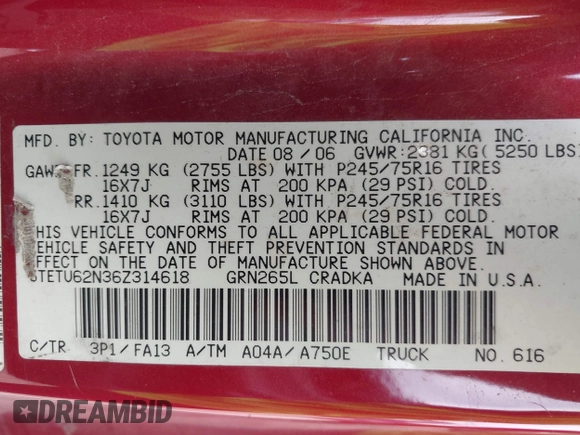 MFD. BY: TOYOTA MOTOR MANUFACTURING CALIFORNIA INC.
DATE 08 / 06 GVWR: 2381 KG( 5250 LBS)
GAWR FR. 1249 KG (2755 LBS) WITH P245/75R16 TIRES
16X7J RIMS AT 200 KPA (29 PSI) COLD.
RR. 1410 KG (3110 LBS) WITH P245/75R16 TIRES
16X7J RIMS AT 200 KPA (29 PSI) COLD.
THIS VEHICLE CONFORMS TO ALL APPLICABLE FEDERAL MOTOR
VEHICLE SAFETY AND THEFT PREVENTION STANDARDS IN
EFFECT ON THE DATE OF MANUFACTURE SHOWN ABOVE.
5TETU62N36Z314618 GRN265L CRADKA MADE IN U.S.A.
C/TR 3P1/FA13 A/TM A04A/A750E TRUCK NO. 616
DREAMBID